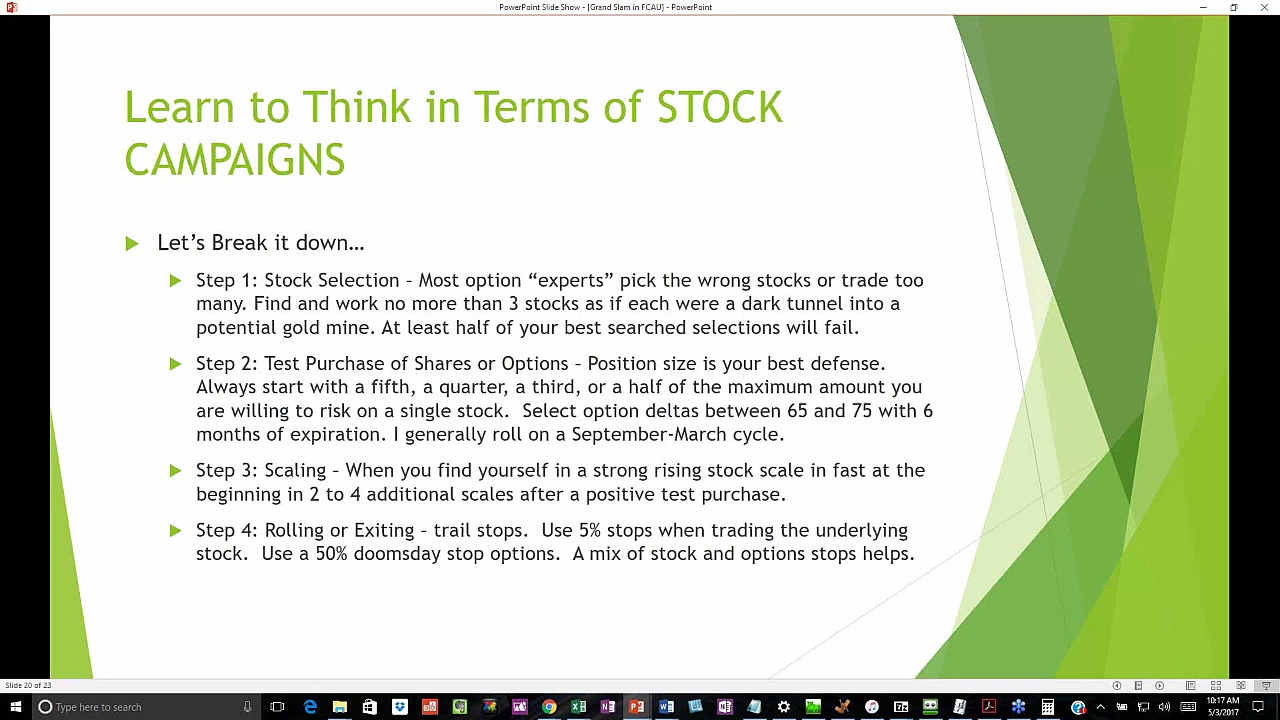 PowerPoint Slide Show - [Grand Slam in FCAU] - PowerPoint
Learn to Think in Terms of STOCK
CAMPAIGNS
Let’s Break it down…
Step 1: Stock Selection – Most option “experts” pick the wrong stocks or trade too
many. Find and work no more than 3 stocks as if each were a dark tunnel into a
potential gold mine. At least half of your best searched selections will fail.
Step 2: Test Purchase of Shares or Options – Position size is your best defense.
Always start with a fifth, a quarter, a third, or a half of the maximum amount you
are willing to risk on a single stock.  Select option deltas between 65 and 75 with 6
months of expiration. I generally roll on a September-March cycle.
Step 3: Scaling – When you find yourself in a strong rising stock scale in fast at the
beginning in 2 to 4 additional scales after a positive test purchase.
Step 4: Rolling or Exiting – trail stops.  Use 5% stops when trading the underlying
stock.  Use a 50% doomsday stop options.  A mix of stock and options stops helps.
Slide 20 of 23
Type here to search
10:17 AM
5/3/2017